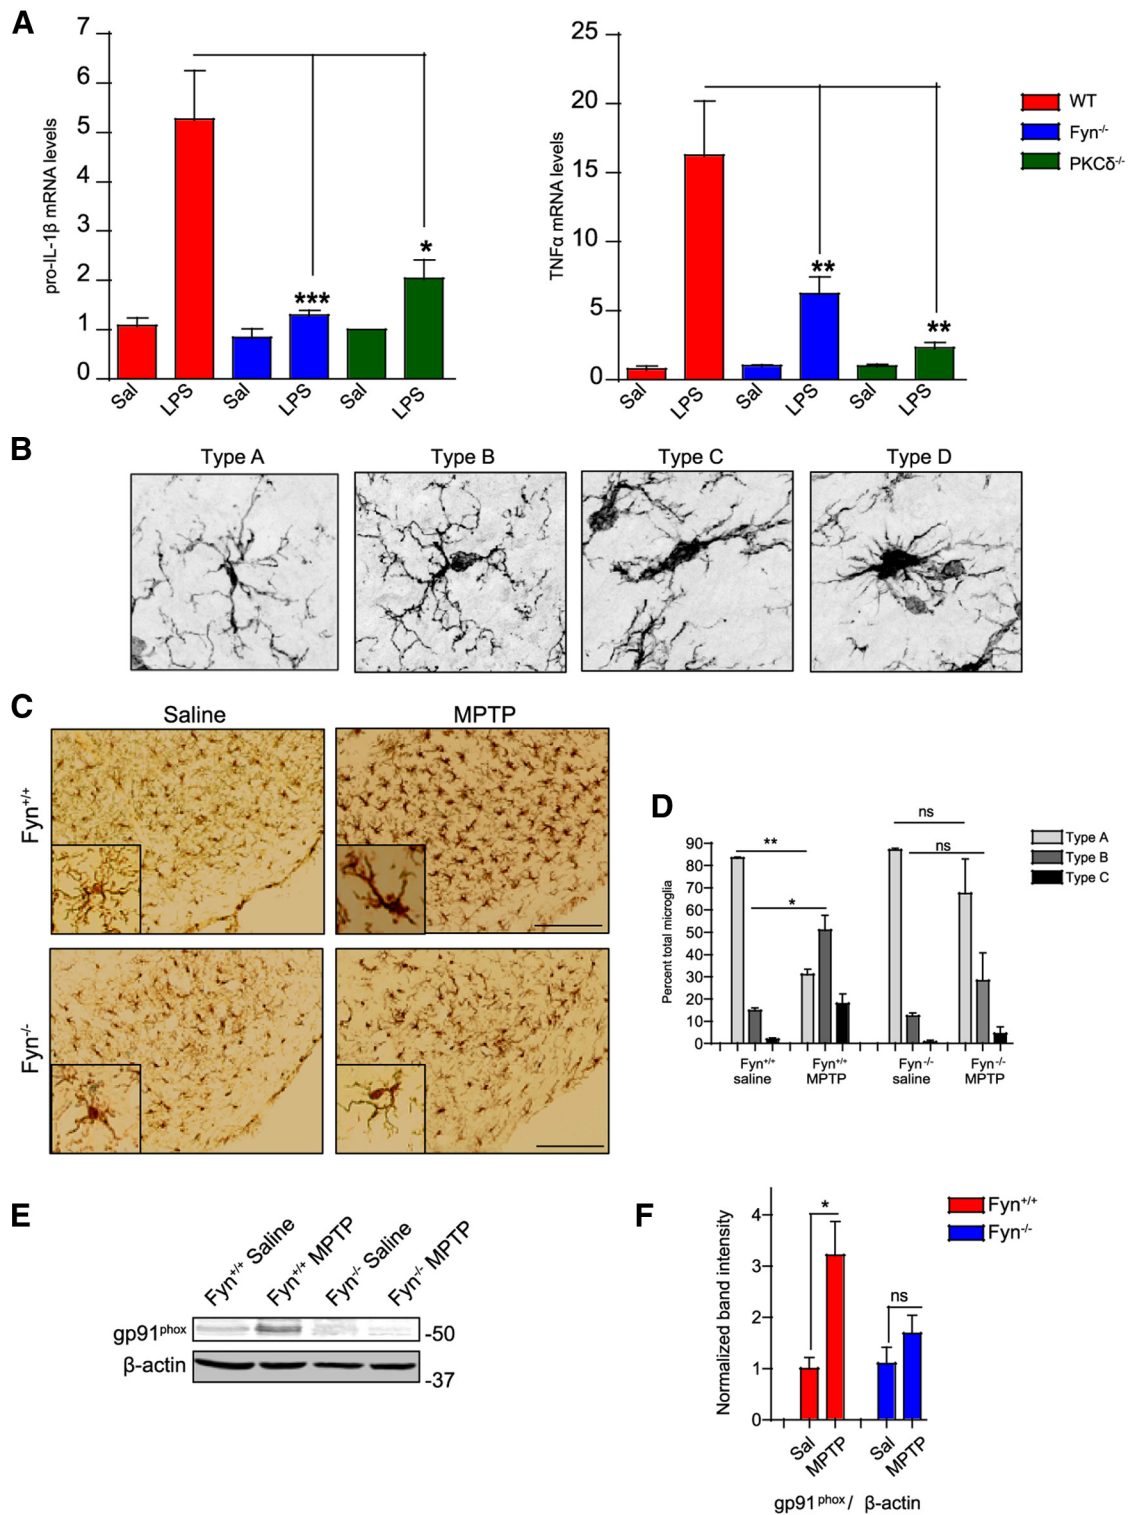 A
7
6
5
4
3
2
1
0
pro-IL-1β mRNA levels
***
*
Sal
LPS
Sal
LPS
Sal
LPS
25
20
15
10
5
0
TNFα mRNA levels
**
**
Sal
LPS
Sal
LPS
Sal
LPS
WT
Fyn-/-
PKCδ-/-
B
Type A
Type B
Type C
Type D
C
Saline
MPTP
Fyn+/+
Fyn-/-
D
90
80
70
60
50
40
30
20
10
0
Percent total microglia
**
*
ns
ns
Fyn+/+
saline
Fyn+/+
MPTP
Fyn-/-
saline
Fyn-/-
MPTP
Type A
Type B
Type C
E
Fyn+/+ Saline
Fyn+/+ MPTP
Fyn-/- Saline
Fyn-/- MPTP
gp91phox
-50
β-actin
-37
F
4
3
2
1
0
Normalized band intensity
*
ns
Sal
MPTP
Sal
MPTP
gp91phox/ β-actin
Fyn+/+
Fyn-/-